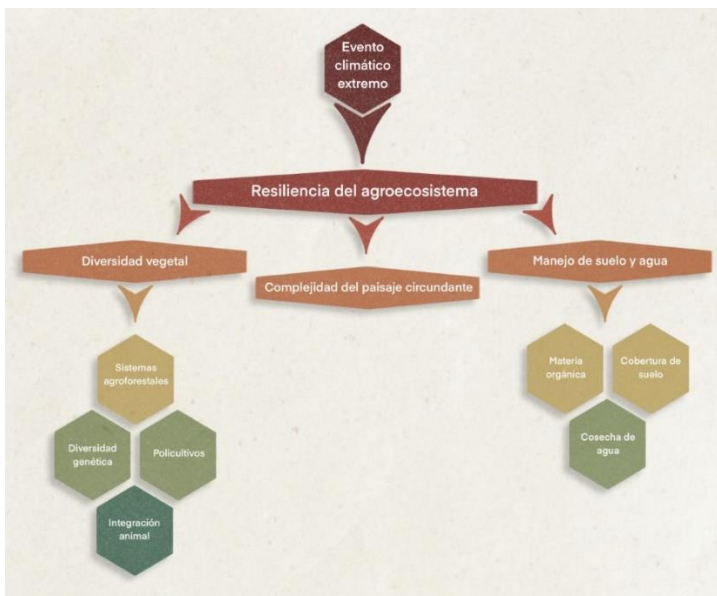 Evento
climático
extremo
Resiliencia del agroecosistema
Diversidad vegetal
Complejidad del paisaje circundante
Manejo de suelo y agua
Sistemas
agroforestales
Diversidad
genética
Policultivos
Integración
animal
Materia
orgánica
Cobertura de
suelo
Cosecha de
agua